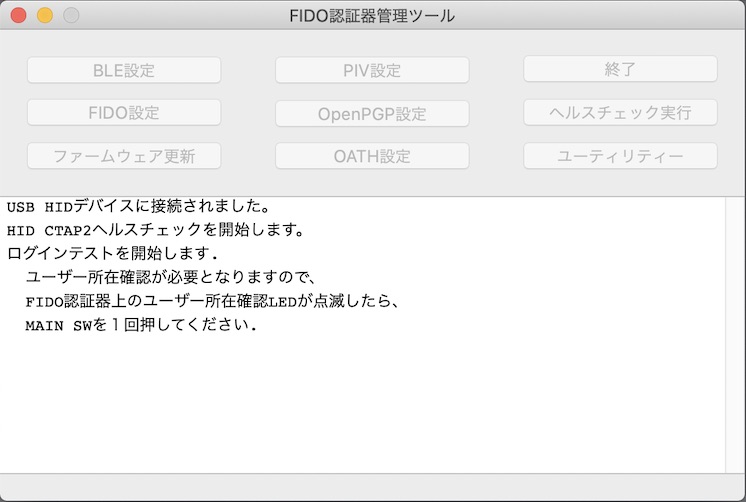 FIDO認証器管理ツール
BLE設定
PIV設定
終了
FIDO設定
OpenPGP設定
ヘルスチェック実行
ファームウェア更新
OATH設定
ユーティリティー
USB HIDデバイスに接続されました。
HID CTAP2ヘルスチェックを開始します。
ログインテストを開始します.
ユーザー所在確認が必要となりますので、
FIDO認証器上のユーザー所在確認LEDが点滅したら、
MAIN SWを１回押してください.